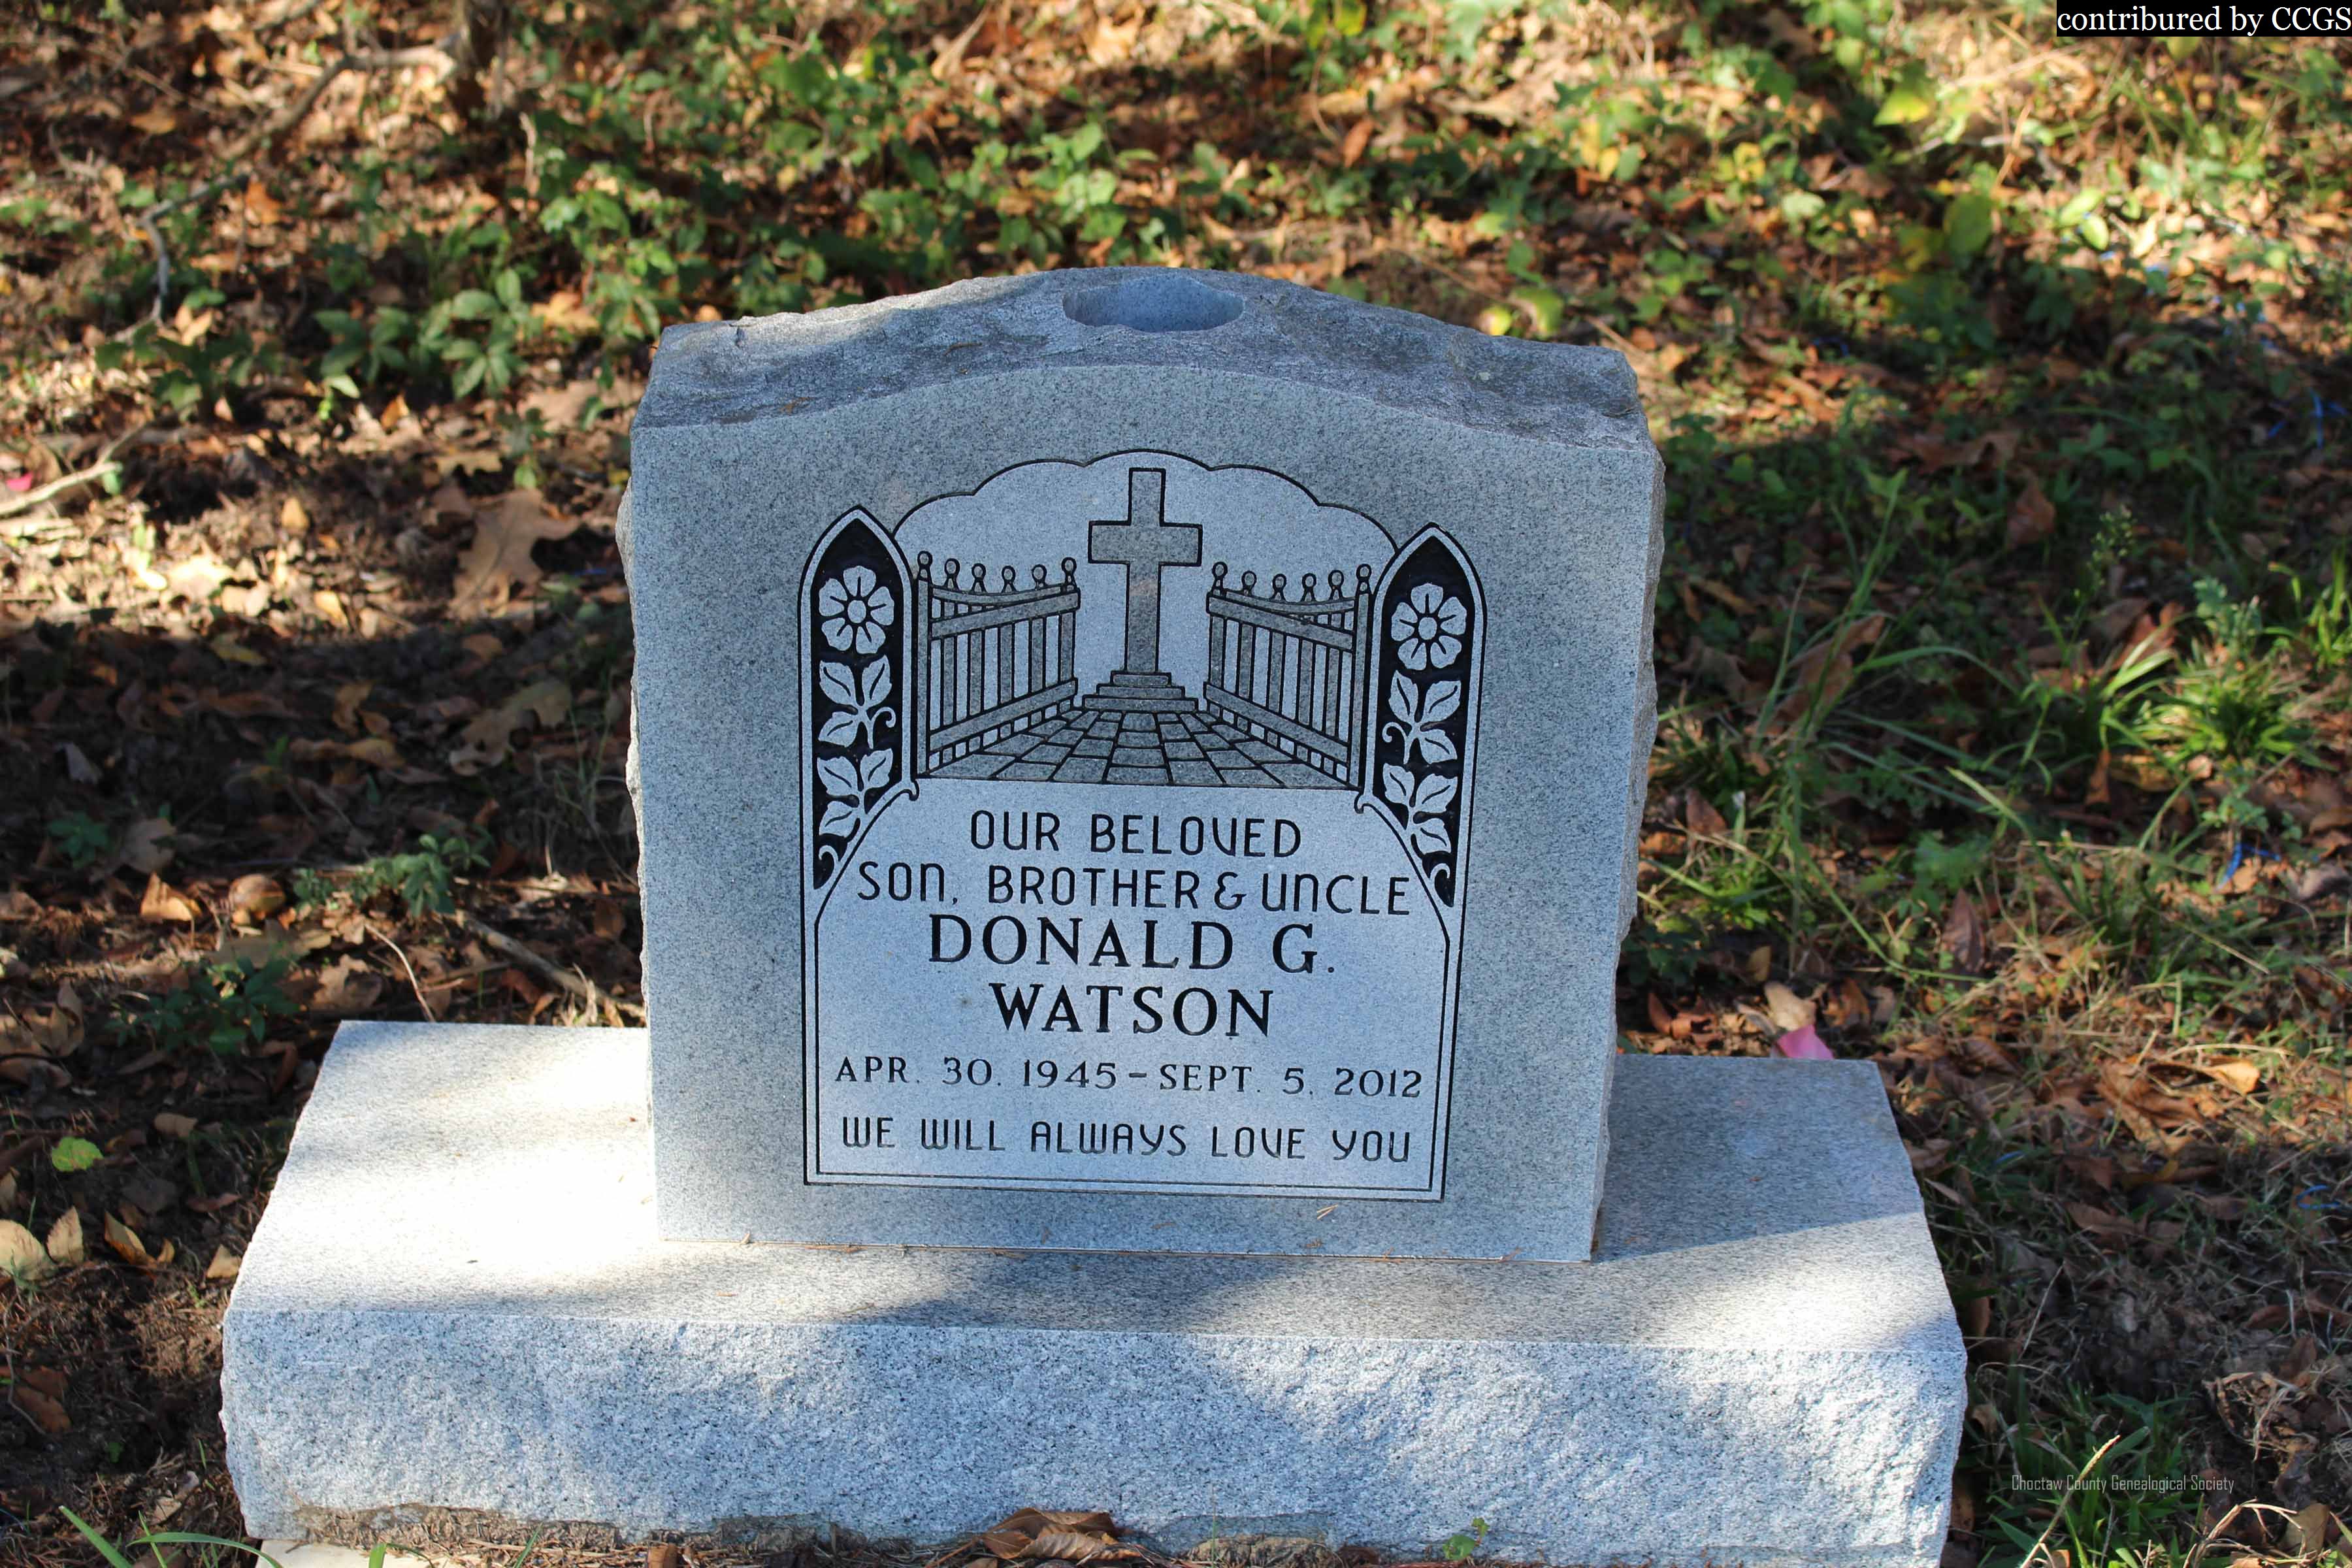 contribured by CCGS
OUR BELOVED
SON, BROTHER & UNCLE
DONALD G.
WATSON
APR. 30, 1945 - SEPT. 5, 2012
WE WILL ALWAYS LOVE YOU
Choctaw County Genealogical Society